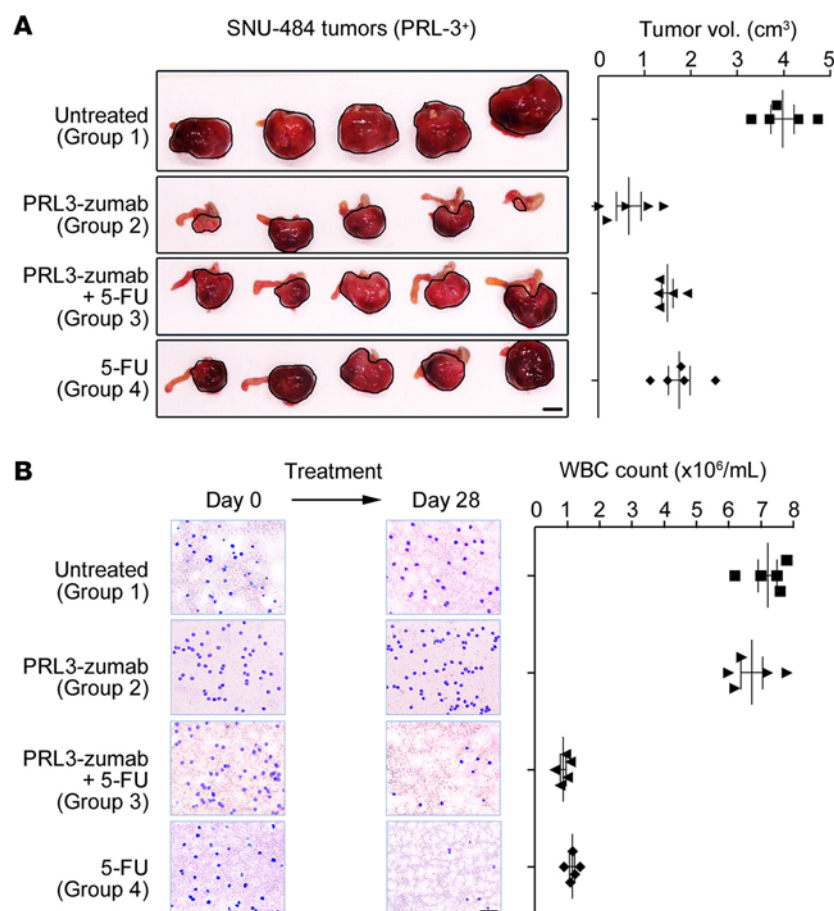 A
SNU-484 tumors (PRL-3⁺)
Tumor vol. (cm³)
0 1 2 3 4 5
Untreated
(Group 1)
PRL3-zumab
(Group 2)
PRL3-zumab
+ 5-FU
(Group 3)
5-FU
(Group 4)
B
Treatment
Day 0
Day 28
WBC count (x10⁶/mL)
0 1 2 3 4 5 6 7 8
Untreated
(Group 1)
PRL3-zumab
(Group 2)
PRL3-zumab
+ 5-FU
(Group 3)
5-FU
(Group 4)